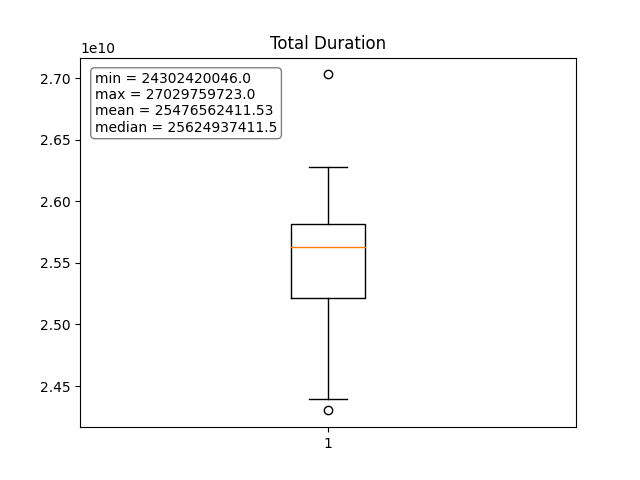 Total Duration
1e10
min = 24302420046.0
max = 27029759723.0
mean = 25476562411.53
median = 25624937411.5
2.70
2.65
2.60
2.55
2.50
2.45
1